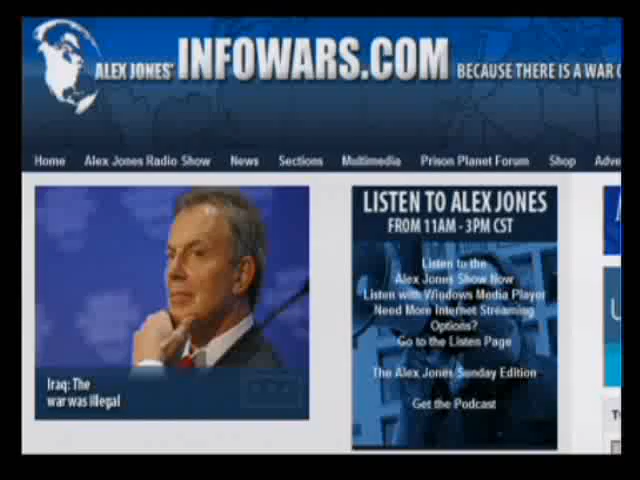 ALEX JONES' INFOWARS.COM BECAUSE THERE IS A WAR
Home Alex Jones Radio Show News Sections Multimedia Prison Planet Forum Shop Adve
LISTEN TO ALEX JONES
FROM 11AM - 3PM CST
Listen to the
Alex Jones Show Now
Listen with Windows Media Player
Need More Internet Streaming
Options?
Go to the Listen Page
The Alex Jones Sunday Edition
Get the Podcast
Iraq: The
war was illegal